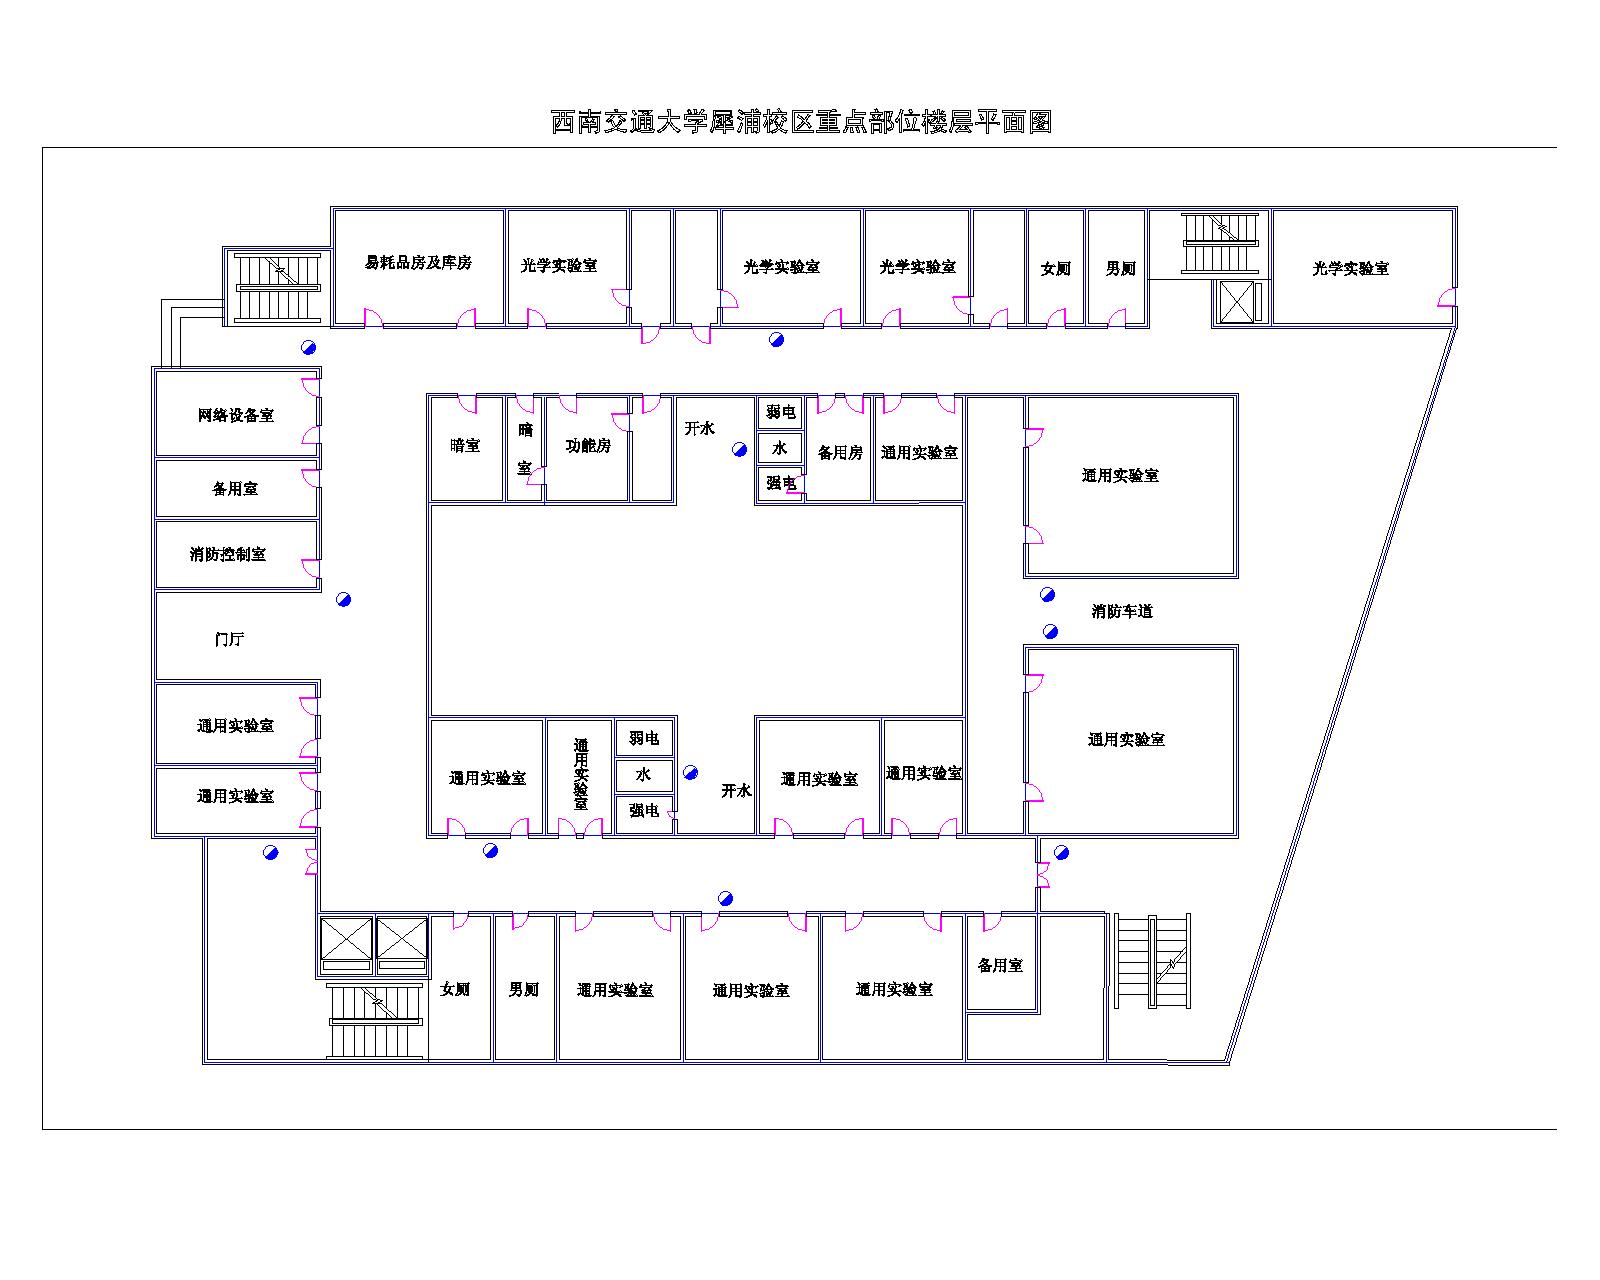 西南交通大学犀浦校区重点部位楼层平面图
易耗品房及库房
光学实验室
光学实验室
光学实验室
女厕
男厕
光学实验室
网络设备室
暗室
暗
室
功能房
开水
弱电
水
强电
备用房
通用实验室
通用实验室
备用室
消防控制室
门厅
消防车道
通用实验室
通用实验室
通用实验室
通用实验室
通用实验室
弱电
水
强电
开水
通用实验室
通用实验室
通用实验室
女厕
男厕
通用实验室
通用实验室
通用实验室
备用室